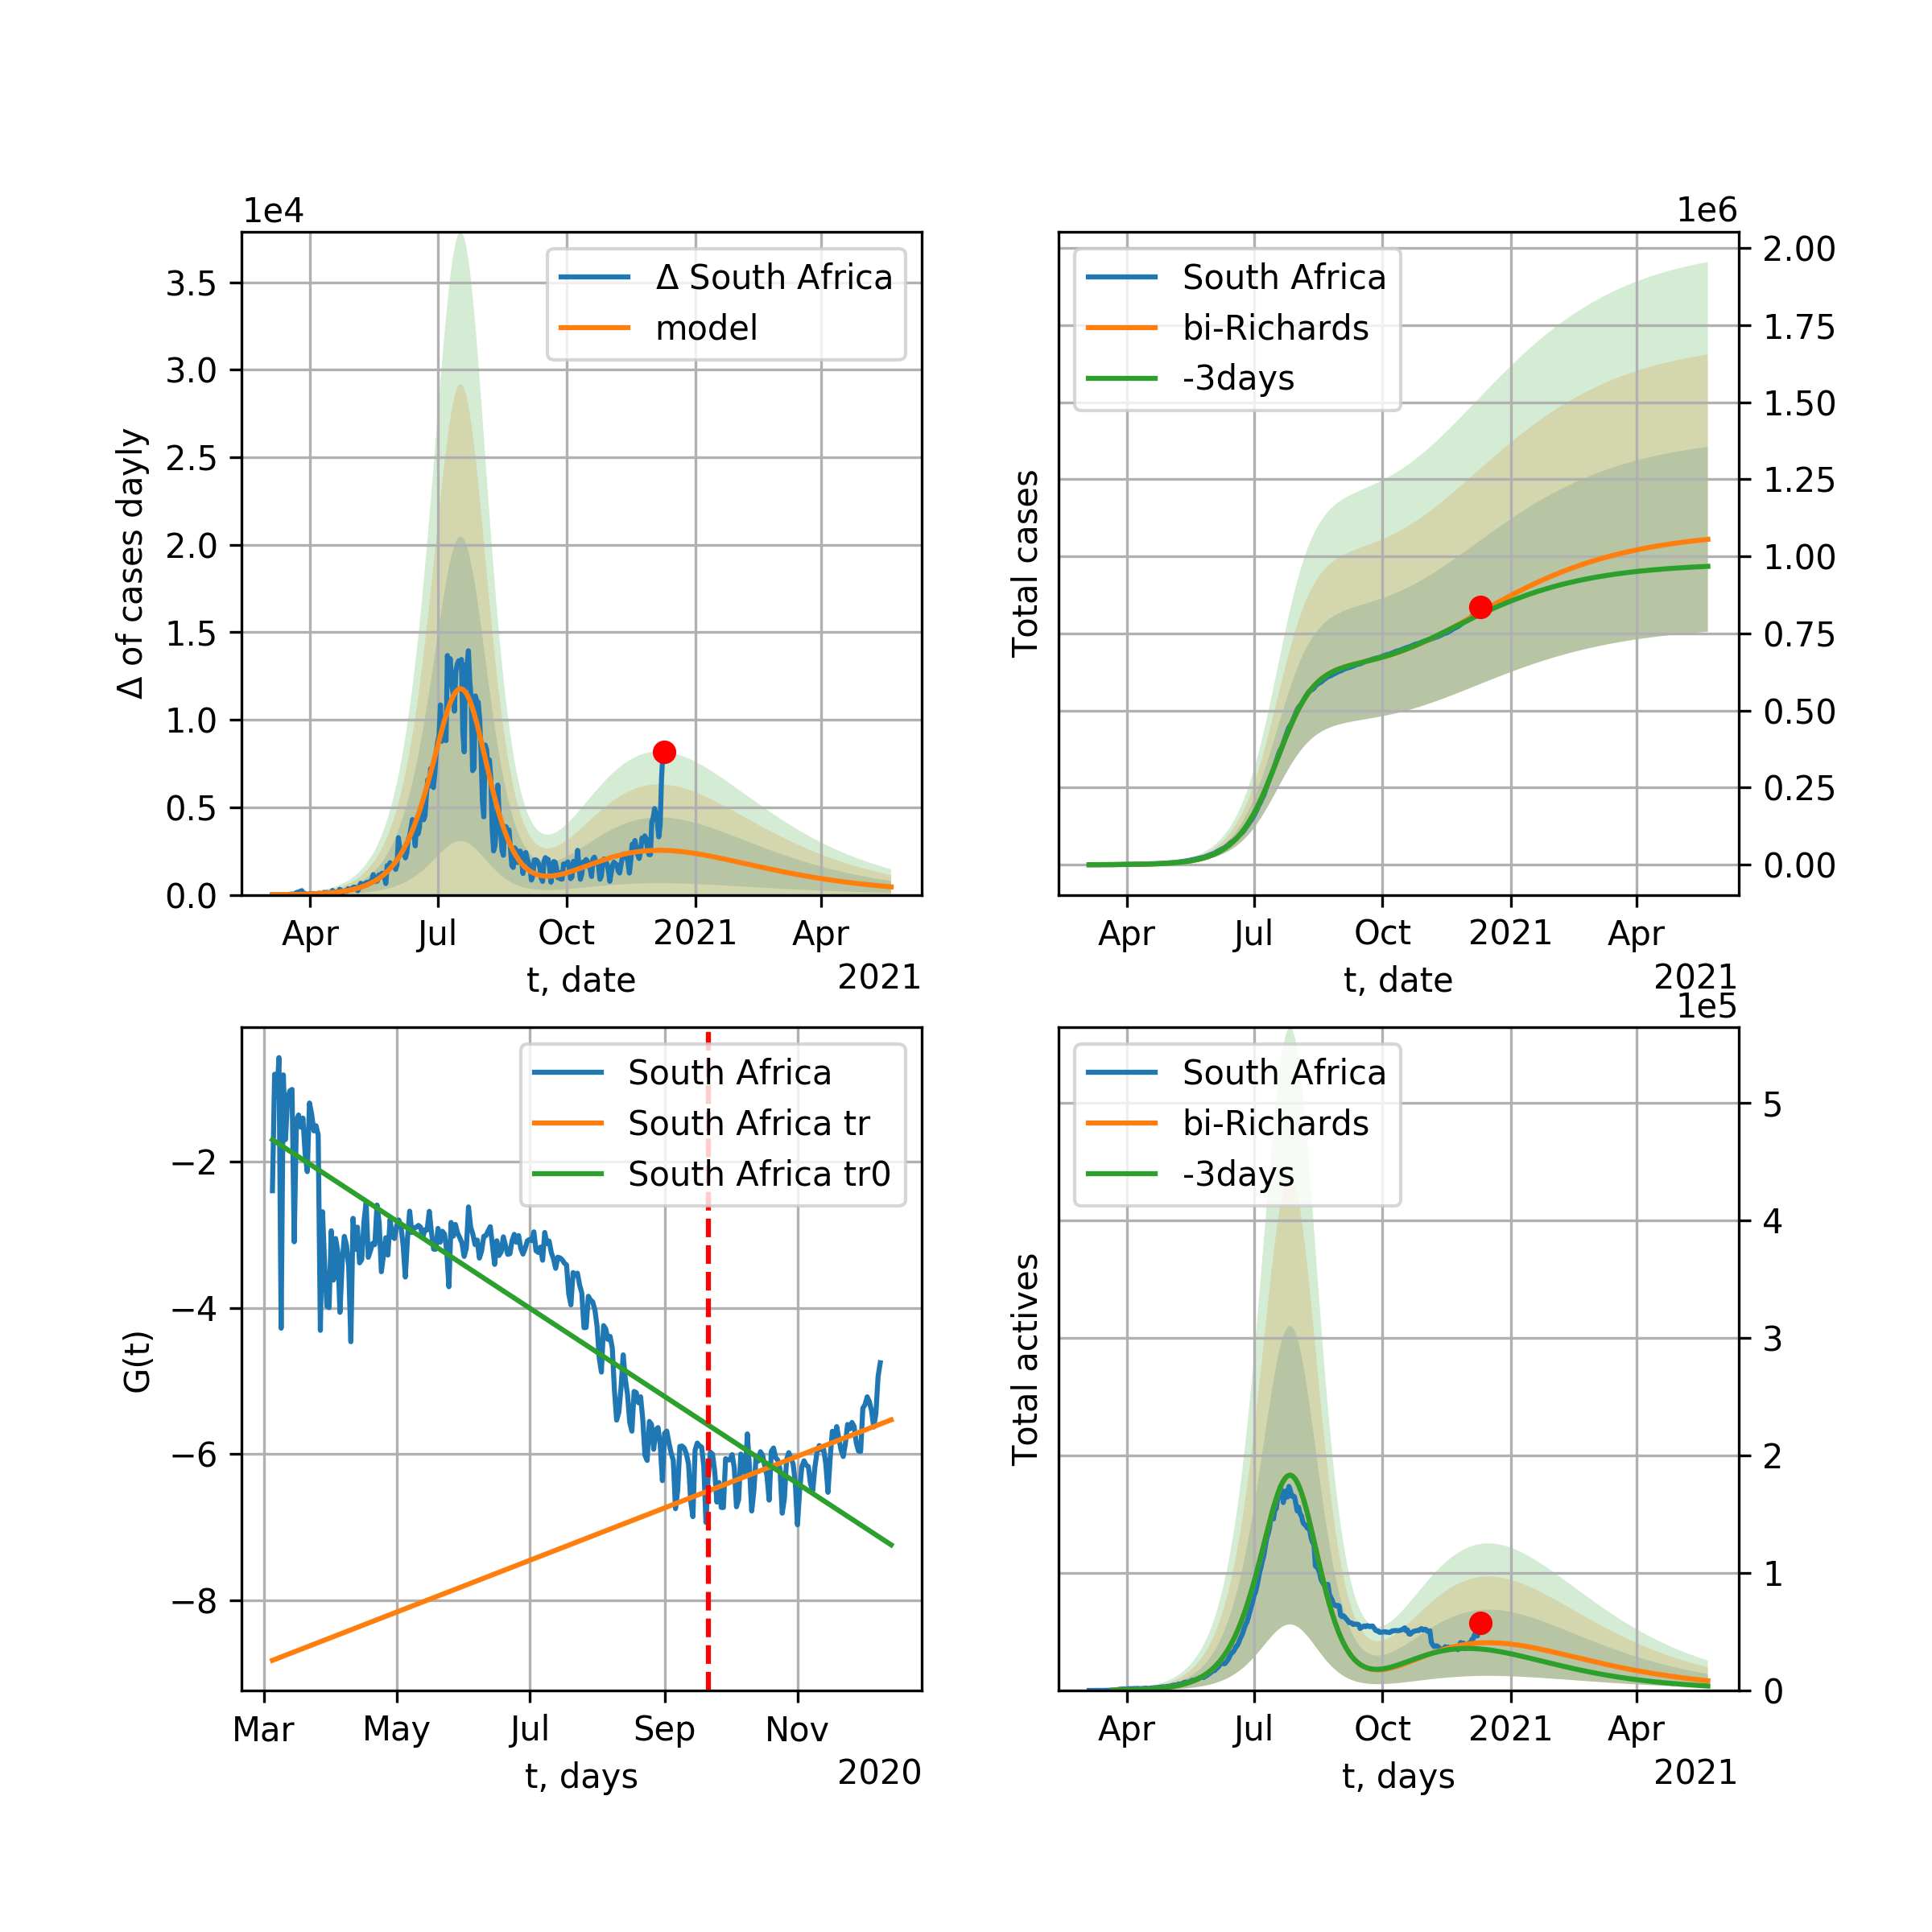 1e4
3.5
3.0
2.5
2.0
1.5
1.0
0.5
0.0
Δ of cases dayly
Δ South Africa
model
Apr Jul Oct 2021 Apr
t, date
2021
1e6
2.00
1.75
1.50
1.25
1.00
0.75
0.50
0.25
0.00
Total cases
South Africa
bi-Richards
-3days
Apr Jul Oct 2021 Apr
t, date
2021
−2
−4
−6
−8
G(t)
South Africa
South Africa tr
South Africa tr0
Mar May Jul Sep Nov
t, days
2020
1e5
5
4
3
2
1
0
Total actives
South Africa
bi-Richards
-3days
Apr Jul Oct 2021 Apr
t, days
2021